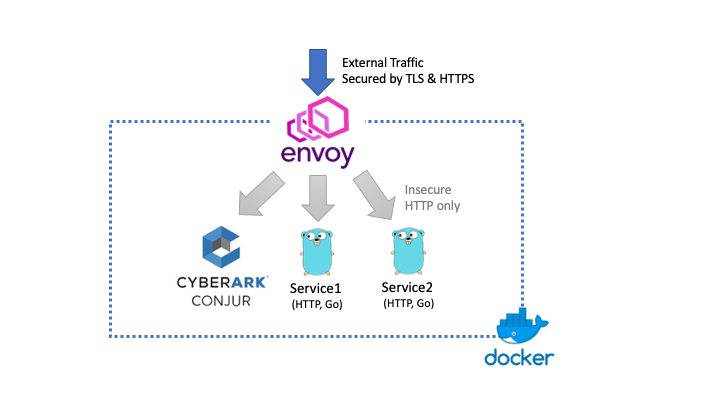 External Traffic
Secured by TLS & HTTPS
envoy
Insecure
HTTP only
CYBERARK®
CONJUR
Service1
(HTTP, Go)
Service2
(HTTP, Go)
docker